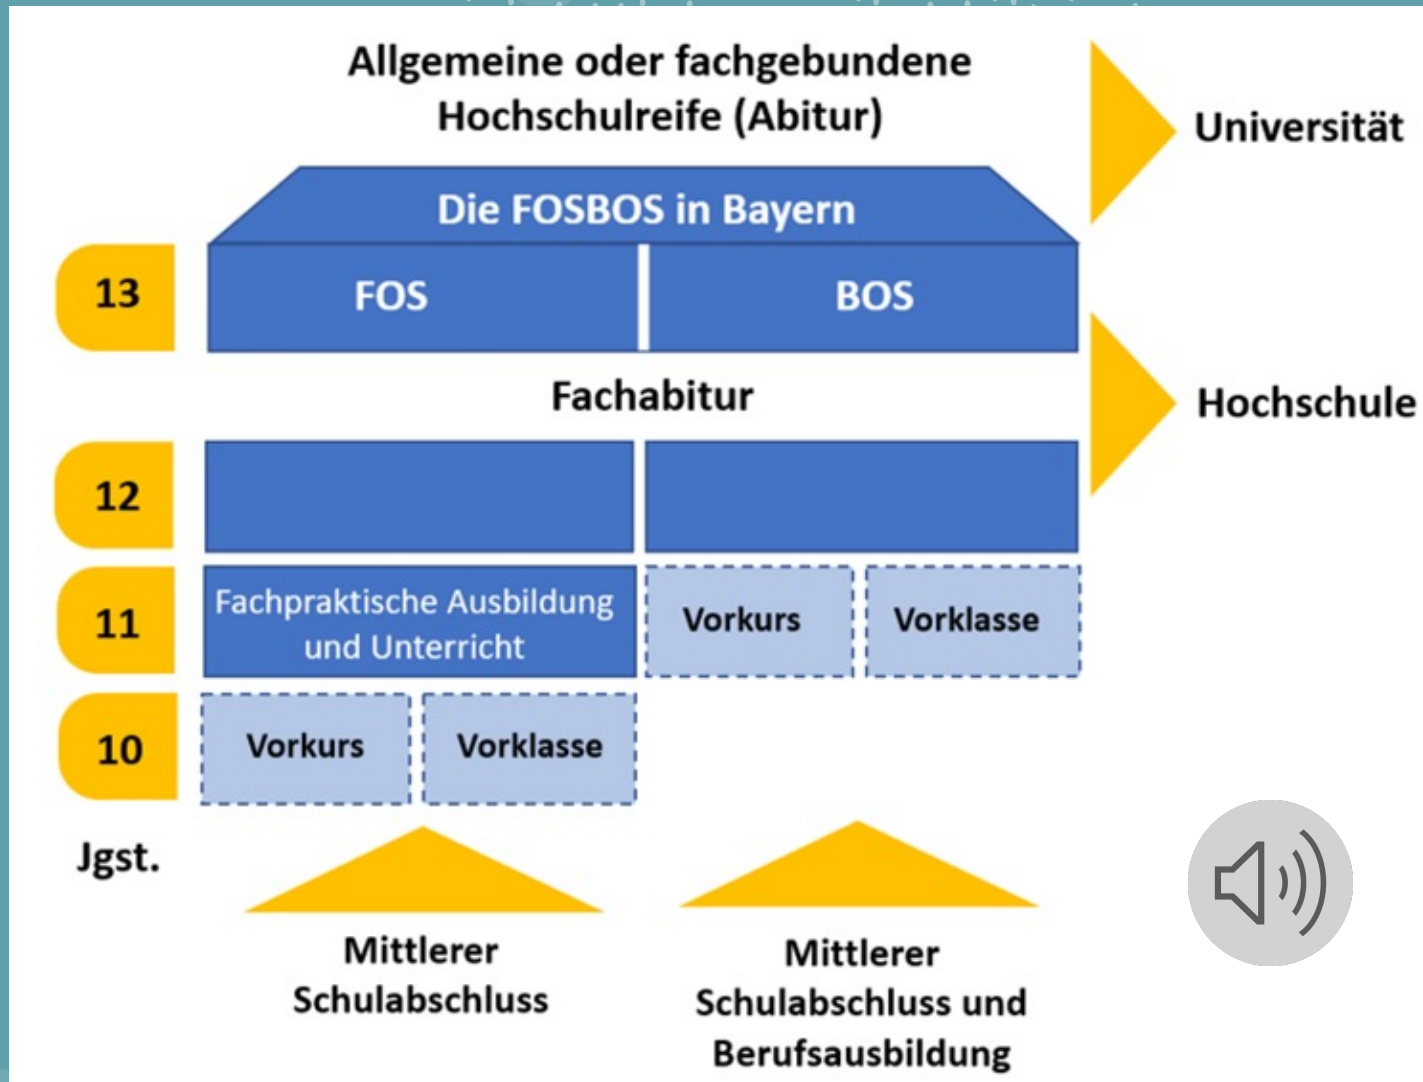 Allgemeine oder fachgebundene
Hochschulreife (Abitur)
Universität
Die FOSBOS in Bayern
13
FOS
BOS
Fachabitur
Hochschule
12
11
Fachpraktische Ausbildung
und Unterricht
Vorkurs
Vorklasse
10
Vorkurs
Vorklasse
Jgst.
Mittlerer
Schulabschluss
Mittlerer
Schulabschluss und
Berufsausbildung